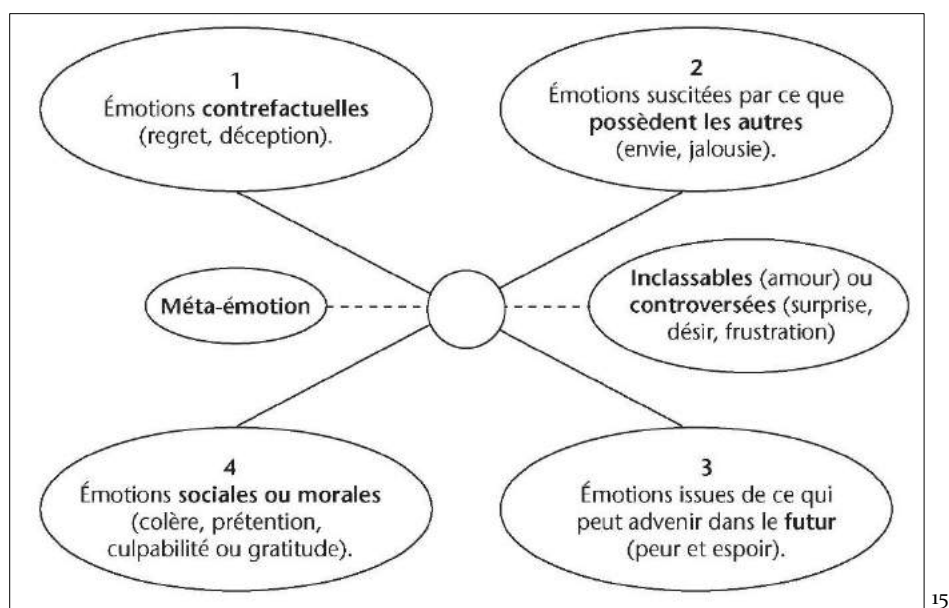 1
Émotions contrefactuelles
(regret, déception).
2
Émotions suscitées par ce que
possèdent les autres
(envie, jalousie).
Méta-émotion
Inclassables (amour) ou
controversées (surprise,
désir, frustration)
4
Émotions sociales ou morales
(colère, prétention,
culpabilité ou gratitude).
3
Émotions issues de ce qui
peut advenir dans le futur
(peur et espoir).
15